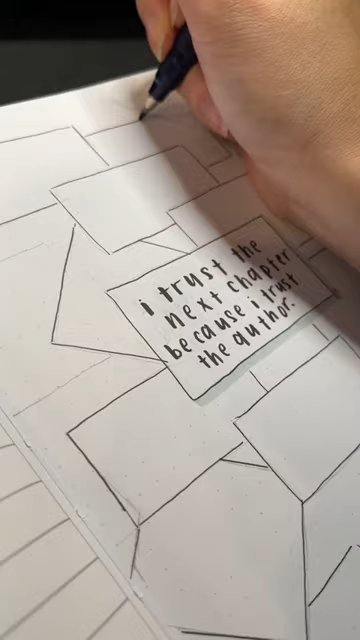 i trust the
next chapter
because i trust
the author.